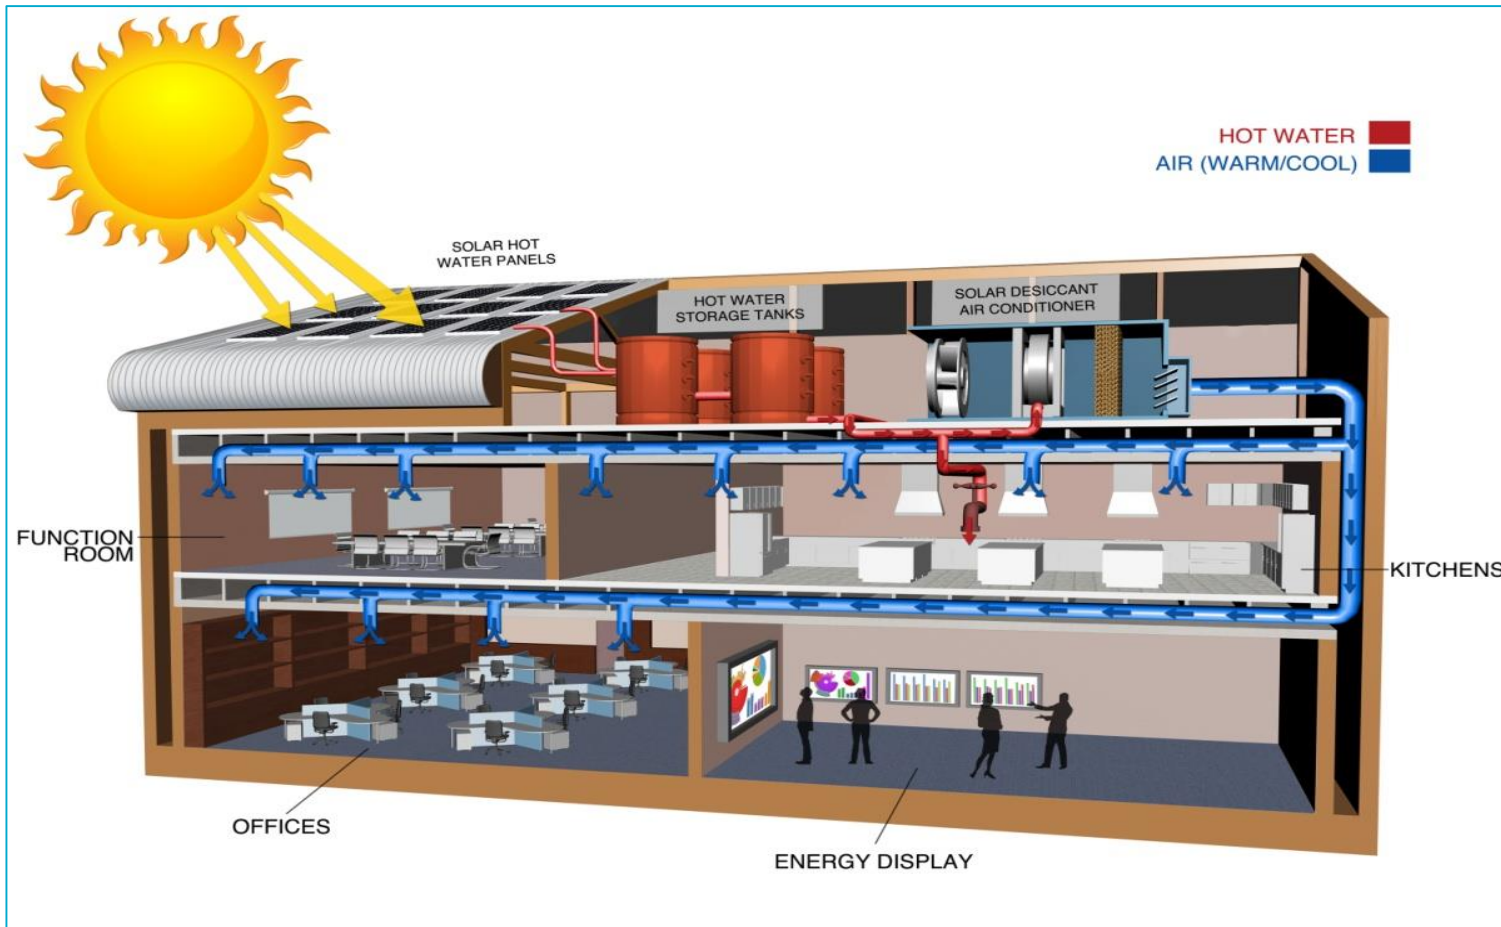 HOT WATER
AIR (WARM/COOL)
SOLAR HOT
WATER PANELS
HOT WATER
STORAGE TANKS
SOLAR DESICCANT
AIR CONDITIONER
FUNCTION
ROOM
KITCHENS
OFFICES
ENERGY DISPLAY